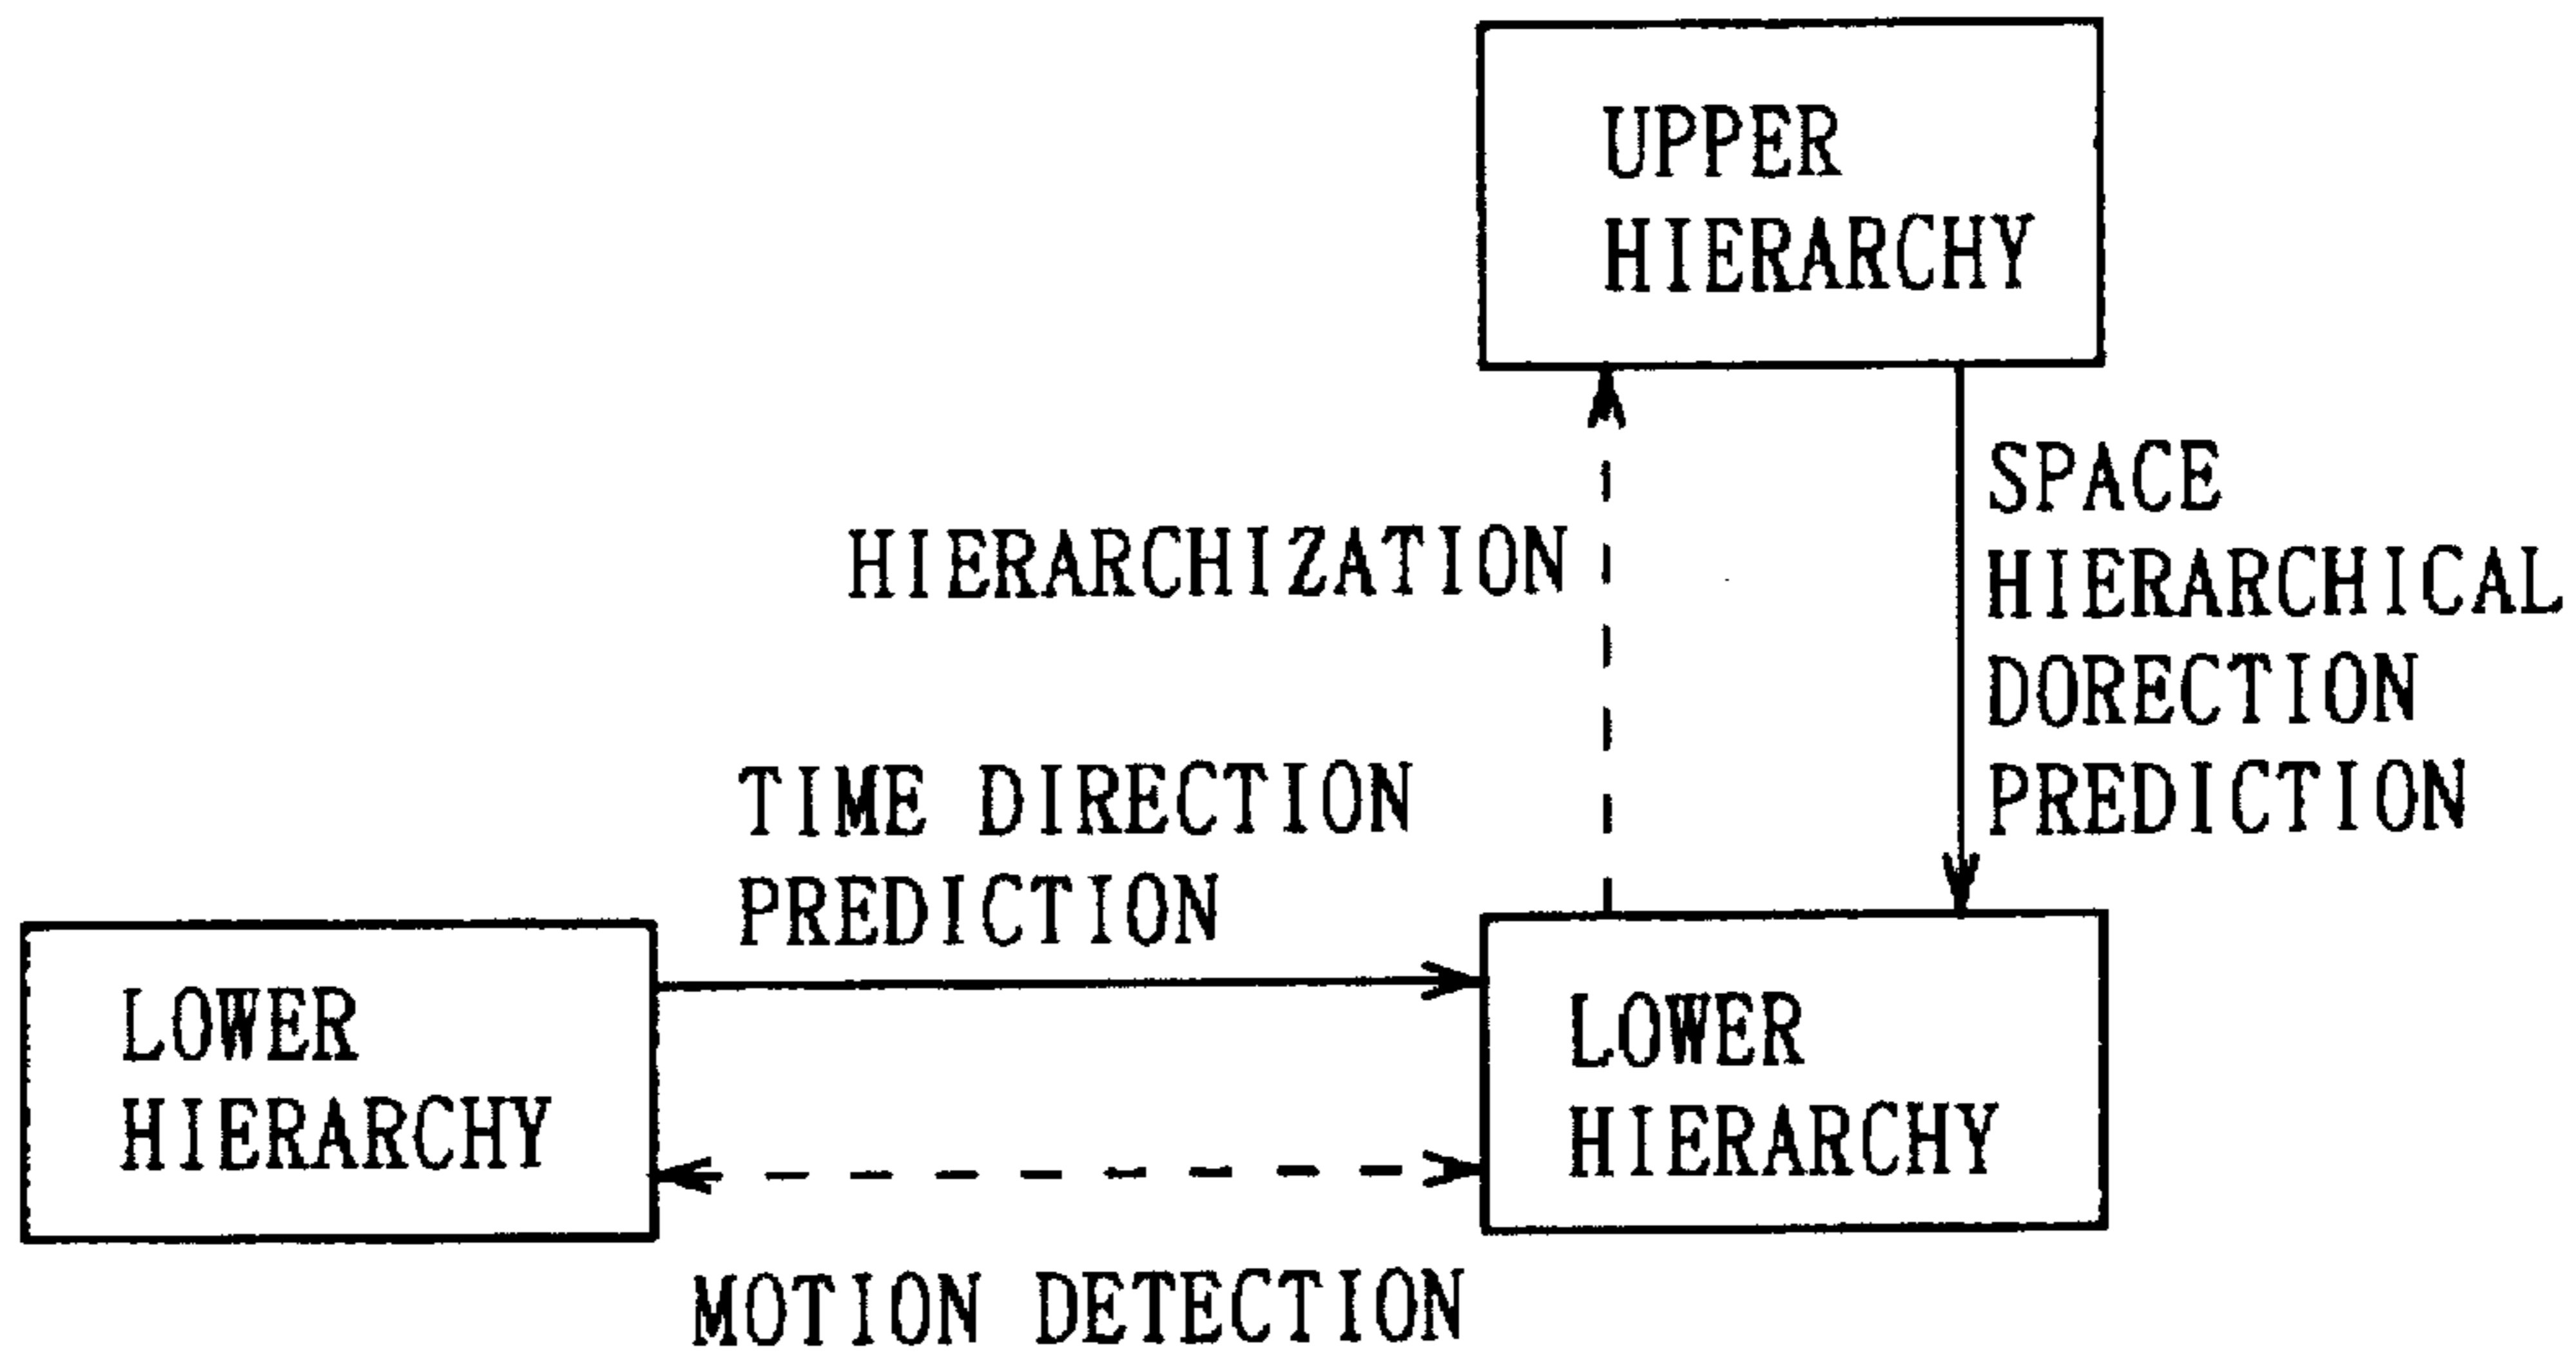 UPPER
HIERARCHY
HIERARCHIZATION
SPACE
HIERARCHICAL
DORECTION
PREDICTION
TIME DIRECTION
PREDICTION
LOWER
HIERARCHY
LOWER
HIERARCHY
MOTION DETECTION